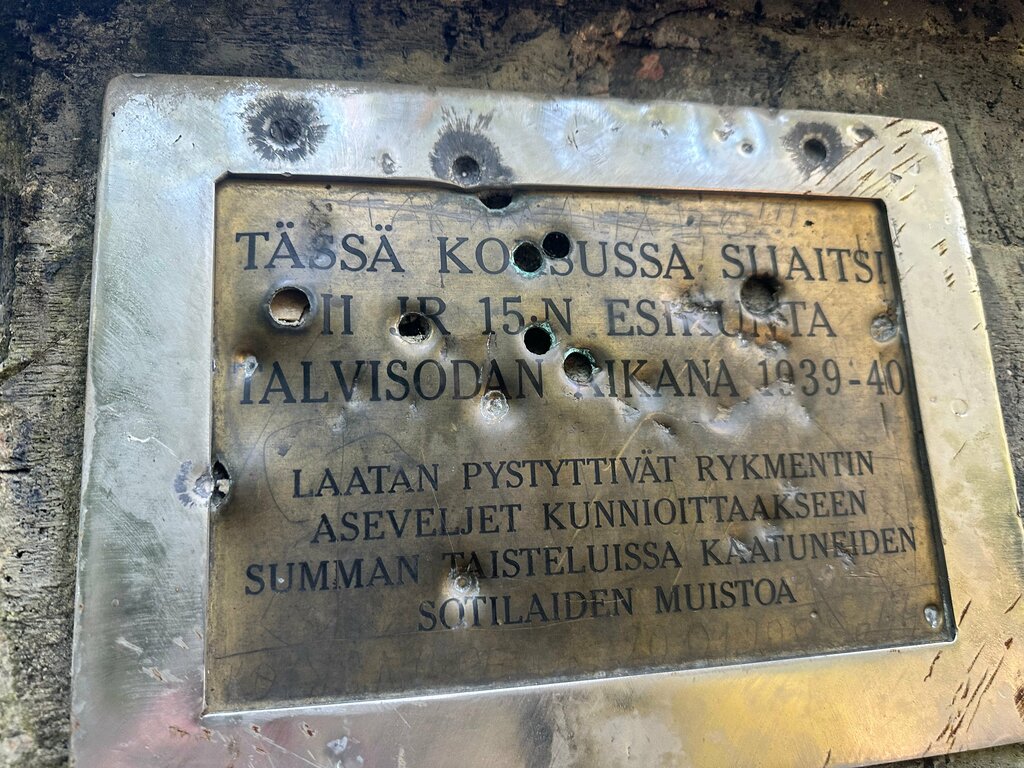 TÄSSÄ KORSUSSA SIJAITSI
II JR 15:N ESIKUNTA
TALVISODAN AIKANA 1939-40
LAATAN PYSTYTTIVÄT RYKMENTIN
ASEVELJET KUNNIOITTAAKSEEN
SUMMAN TAISTELUISSA KAATUNEIDEN
SOTILAIDEN MUISTOA